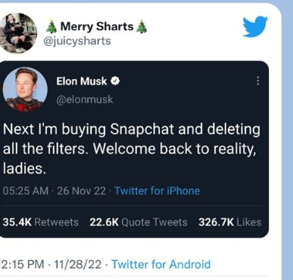 🎄Merry Sharts🎄
@juicysharts
Elon Musk
@elonmusk
Next I'm buying Snapchat and deleting
all the filters. Welcome back to reality,
ladies.
05:25 AM · 26 Nov 22 · Twitter for iPhone
35.4K Retweets 22.6K Quote Tweets 326.7K Likes
2:15 PM · 11/28/22 · Twitter for Android